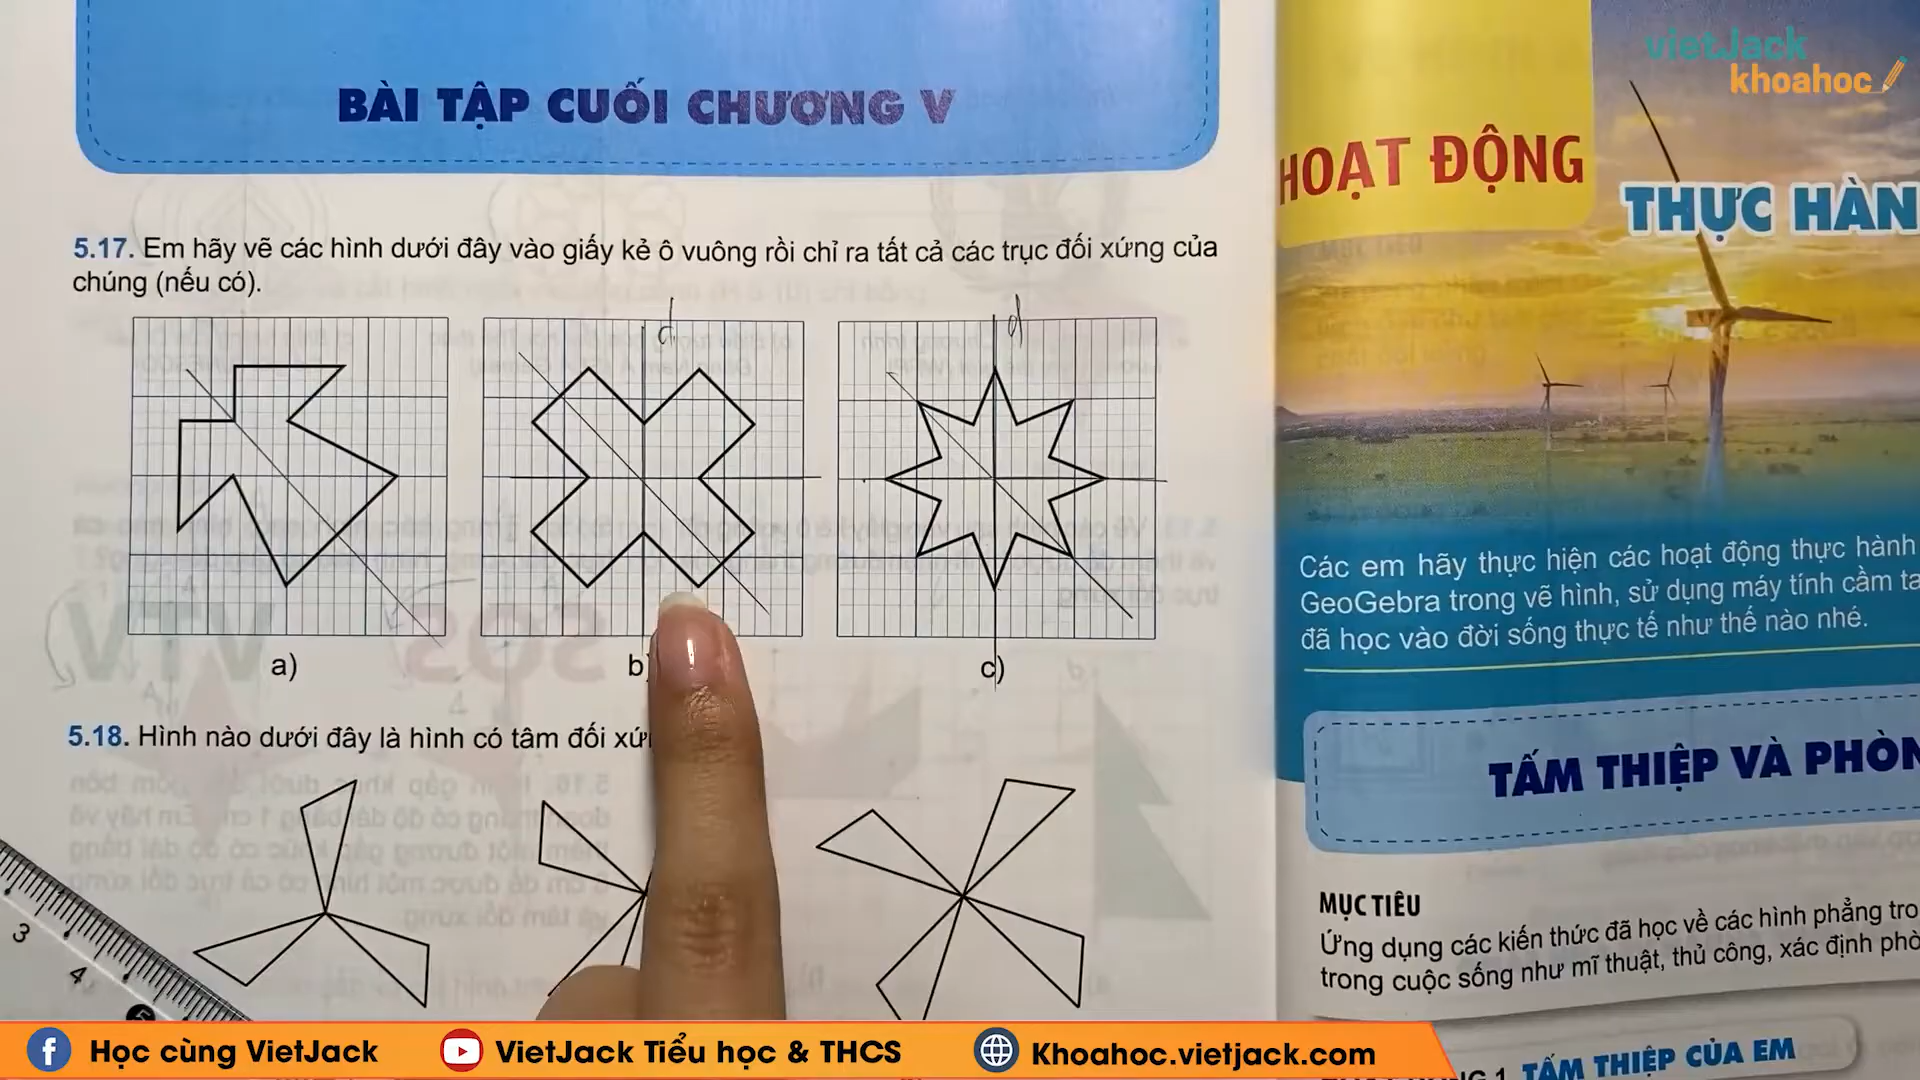 vietJack
khoahoc
BÀI TẬP CUỐI CHƯƠNG V
5.17. Em hãy vẽ các hình dưới đây vào giấy kẻ ô vuông rồi chỉ ra tất cả các trục đối xứng của
chúng (nếu có).
d
d
a)
b)
c)
5.18. Hình nào dưới đây là hình có tâm đối
3
4
5
HOẠT ĐỘNG
THỰC
Các em hãy thực hiện các hoạt động thực hành
GeoGebra trong vẽ hình, sử dụng máy tính cầm
đã học vào đời sống thực tế như thế nào nhé.
TẤM THIỆP VÀ
MỤC TIÊU
Ứng dụng các kiến thức đã học về các hình phẳng
trong cuộc sống như mĩ thuật, thủ công, xác định
1 TẤM THIỆP CỦA EM
Học cùng VietJack
VietJack Tiểu học & THCS
Khoahoc.vietjack.com